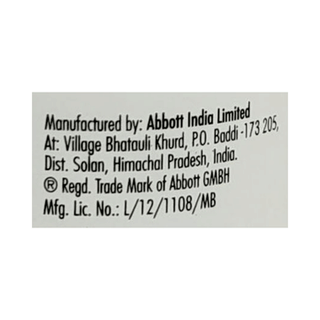 Manufactured by: Abbott India Limited
At: Village Bhatauli Khurd, P.O. Baddi -173 205,
Dist. Solan, Himachal Pradesh, India.
® Regd. Trade Mark of Abbott GMBH
Mfg. Lic. No.: L/12/1108/MB